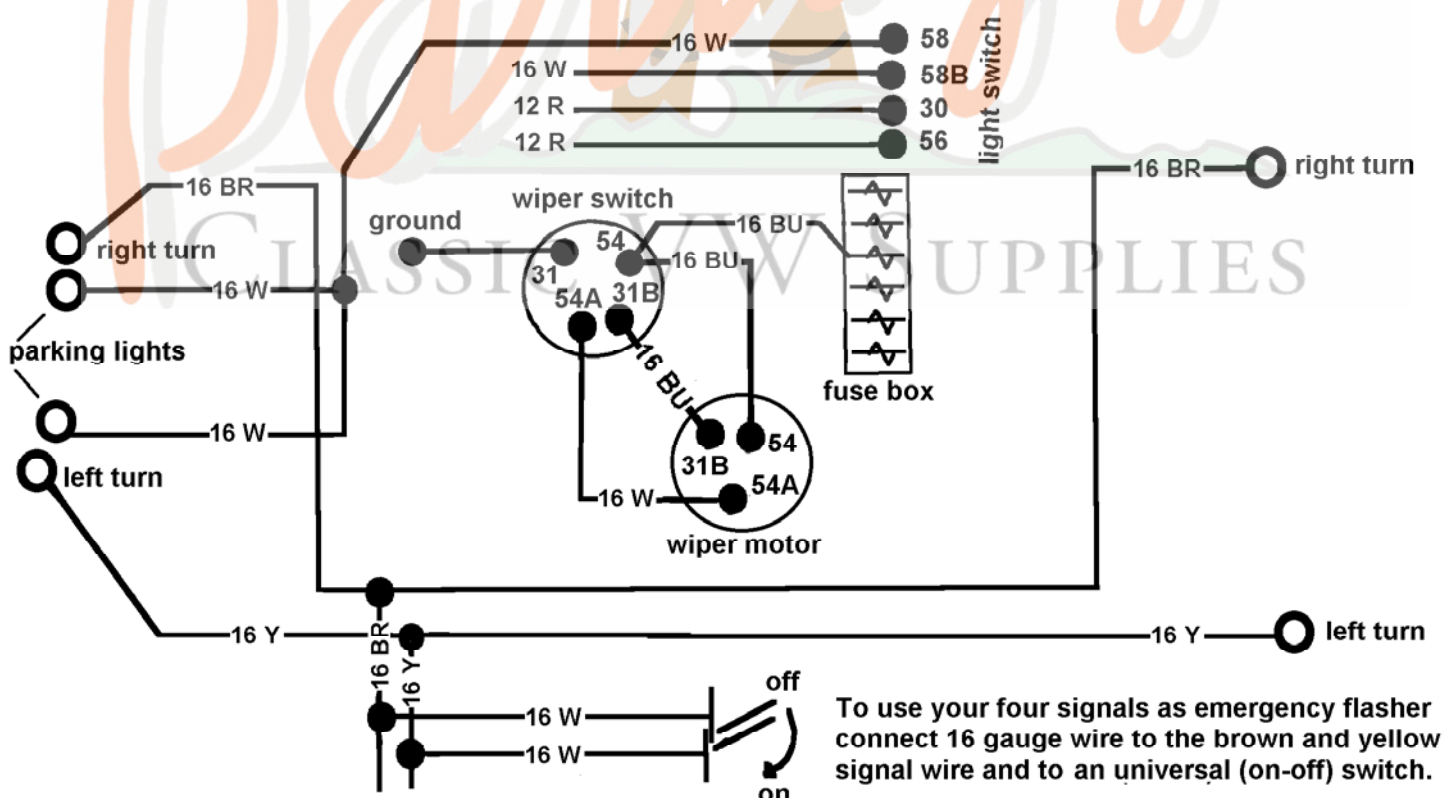 16 W
58
16 W
58B
12 R
30
12 R
56
light switch
16 BR
right turn
16 BR
right turn
wiper switch
ground
54
16 BU
16 BU
31
54A
31B
CLASSIC VW SUPPLIES
16 W
parking lights
16 BU
fuse box
16 W
left turn
31B
54
54A
16 W
wiper motor
16 BR
16 Y
16 Y
16 Y
left turn
off
16 W
16 W
on
To use your four signals as emergency flasher
connect 16 gauge wire to the brown and yellow
signal wire and to an universal (on-off) switch.